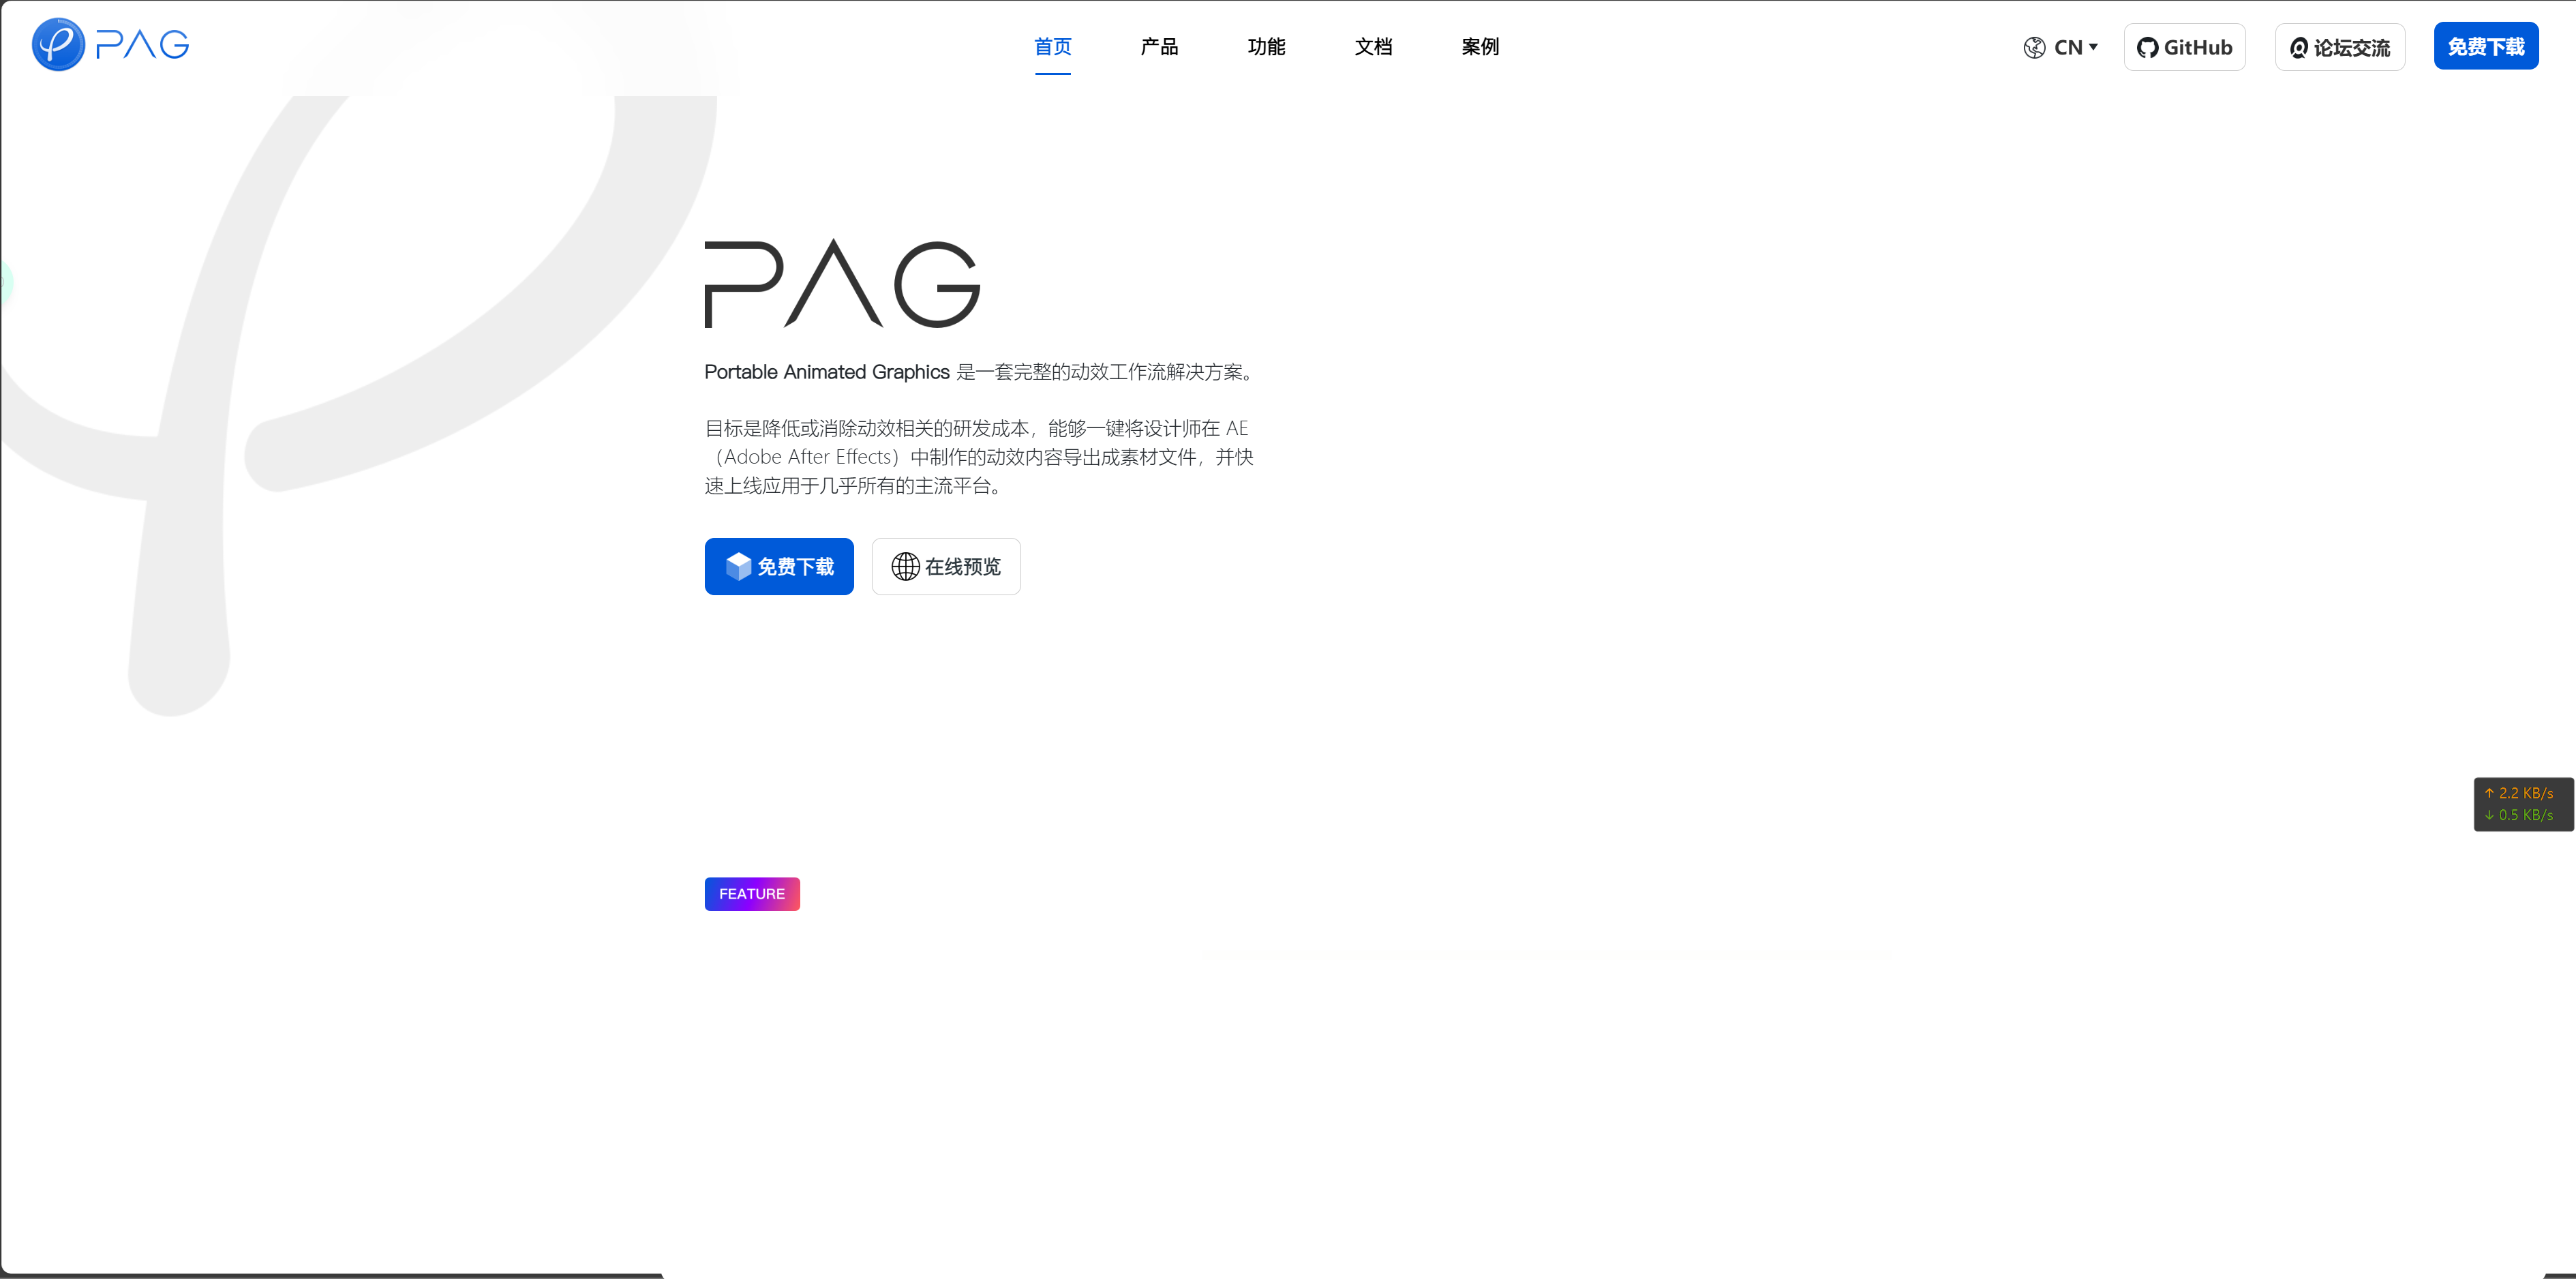 PAG
首页
产品
功能
文档
案例
CN
GitHub
论坛交流
免费下载
PAG
Portable Animated Graphics 是一套完整的动效工作流解决方案。
目标是降低或消除动效相关的研发成本，能够一键将设计师在 AE
（Adobe After Effects）中制作的动效内容导出成素材文件，并快
速上线应用于几乎所有的主流平台。
免费下载
在线预览
↑ 2.2 KB/s
↓ 0.5 KB/s
FEATURE